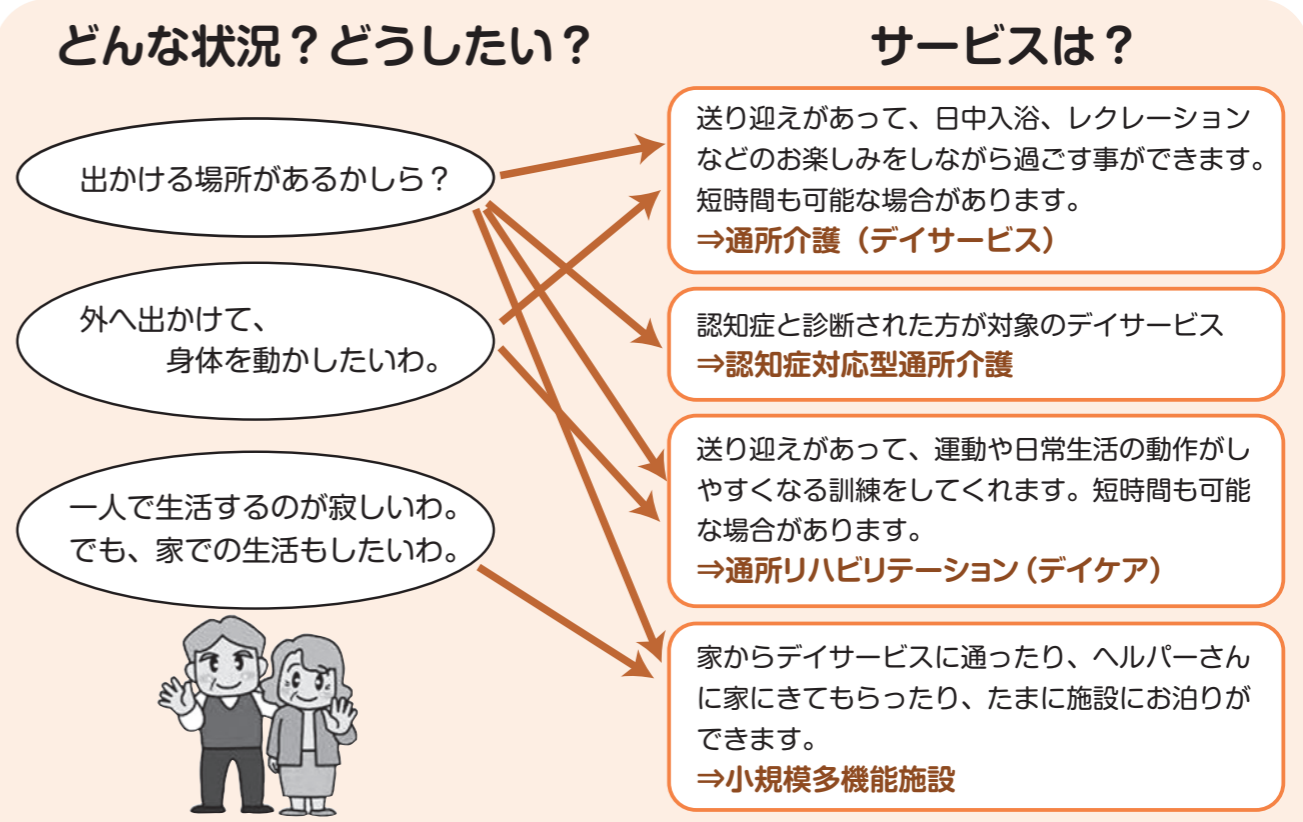 どんな状況？どうしたい？
サービスは？
出かける場所があるかしら？
外へ出かけて、
身体を動かしたいわ。
一人で生活するのが寂しいわ。
でも、家での生活もしたいわ。
送り迎えがあって、日中入浴、レクレーション
などのお楽しみをしながら過ごす事ができます。
短時間も可能な場合があります。
⇒通所介護（デイサービス）
認知症と診断された方が対象のデイサービス
⇒認知症対応型通所介護
送り迎えがあって、運動や日常生活の動作がし
やすくなる訓練をしてくれます。短時間も可能
な場合があります。
⇒通所リハビリテーション（デイケア）
家からデイサービスに通ったり、ヘルパーさん
に家にきてもらったり、たまに施設にお泊りが
できます。
⇒小規模多機能施設